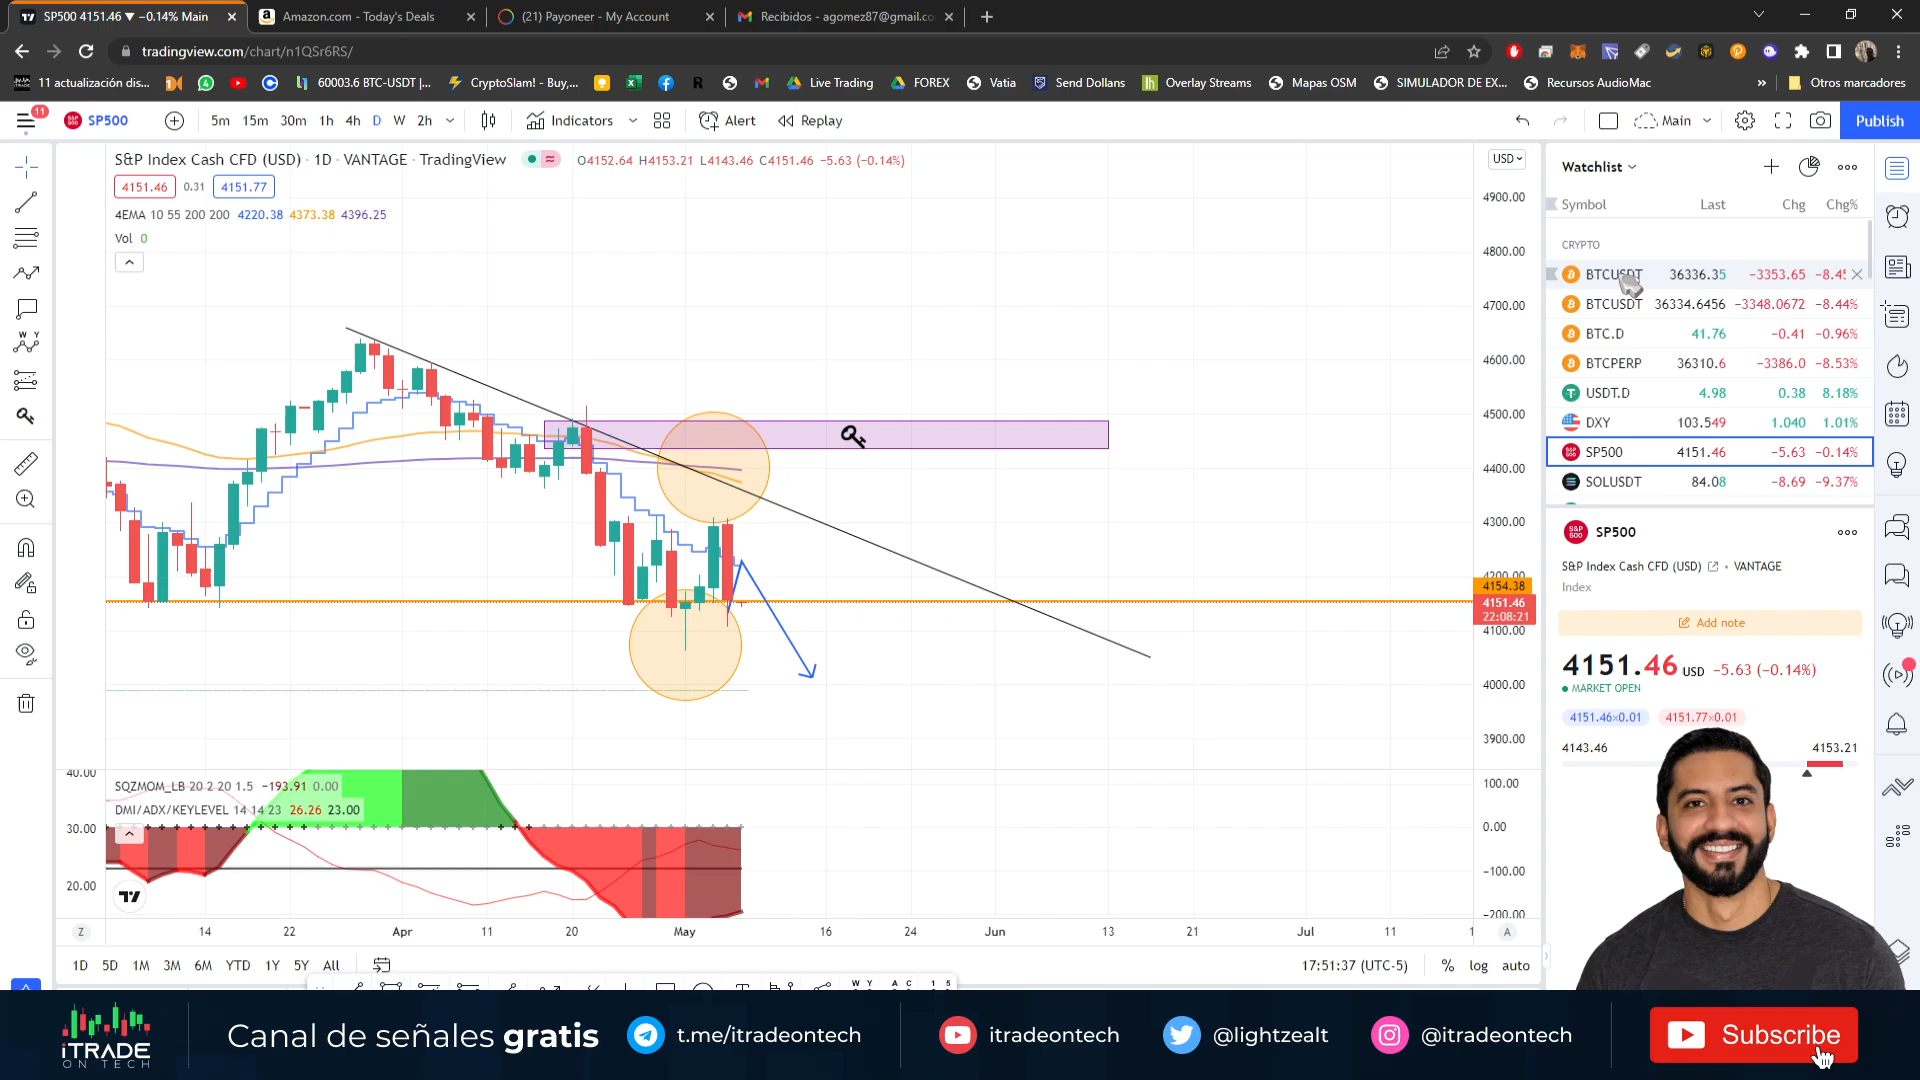 SP500 4151.46 ▼ −0.14% Main
Amazon.com - Today's Deals
(21) Payoneer - My Account
Recibidos - agomez87@gmail.co
tradingview.com/chart/n1QSr6RS/
11 actualización dis...
60003.6 BTC-USDT |...
CryptoSlam! - Buy,...
Live Trading
FOREX
Vatia
Send Dollans
Overlay Streams
Mapas OSM
SIMULADOR DE EX...
Recursos AudioMac
»
Otros marcadores
11
SP500
5m 15m 30m 1h 4h D W 2h
Indicators
Alert
Replay
Main
Publish
S&P Index Cash CFD (USD) · 1D · VANTAGE · TradingView
O4152.64 H4153.21 L4143.46 C4151.46 −5.63 (−0.14%)
USD
4151.46 0.31 4151.77
4EMA 10 55 200 200 4220.38 4373.38 4396.25
Vol 0
4900.00
4800.00
4700.00
4600.00
4500.00
4400.00
4300.00
4200.00
4154.38
4151.46
22:08:21
4100.00
4000.00
3900.00
Watchlist
Symbol Last Chg Chg%
CRYPTO
BTCUSDT 36336.35 −3353.65 −8.45
BTCUSDT 36334.6456 −3348.0672 −8.44%
BTC.D 41.76 −0.41 −0.96%
BTCPERP 36310.6 −3386.0 −8.53%
USDT.D 4.98 0.38 8.18%
DXY 103.549 1.040 1.01%
SP500 4151.46 −5.63 −0.14%
SOLUSDT 84.08 −8.69 −9.37%
SP500
S&P Index Cash CFD (USD) • VANTAGE
Index
Add note
4151.46 USD −5.63 (−0.14%)
MARKET OPEN
4151.46×0.01 4151.77×0.01
4143.46 4153.21
SQZMOM_LB 20 2 20 1.5 −193.91 0.00
DMI/ADX/KEYLEVEL 14 14 23 26.26 23.00
40.00
30.00
20.00
100.00
0.00
−100.00
−200.00
Z 14 22 Apr 11 20 May 16 24 Jun 13 21 Jul 11 1 A
1D 5D 1M 3M 6M YTD 1Y 5Y All
17:51:37 (UTC-5) % log auto
iTRADE
ON TECH
Canal de señales gratis
t.me/itradeontech
itradeontech
@lightzealt
@itradeontech
Subscribe